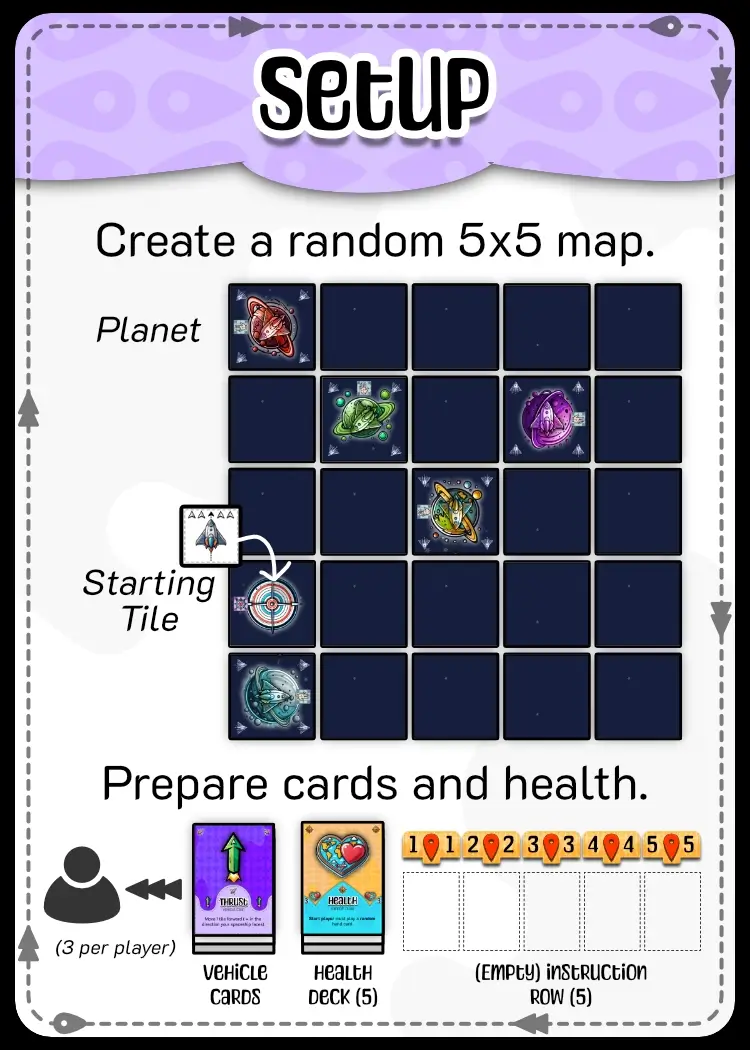 Setup
Create a random 5x5 map.
Planet
Starting
Tile
Prepare cards and health.
1 1 2 2 3 3 4 4 5 5
Thrust
Move 1 tile forward (= in the
direction your spaceship faces).
Health
Start player must play a random
hand card.
(3 per player)
Vehicle
Cards
Health
Deck (5)
(Empty) instruction
Row (5)